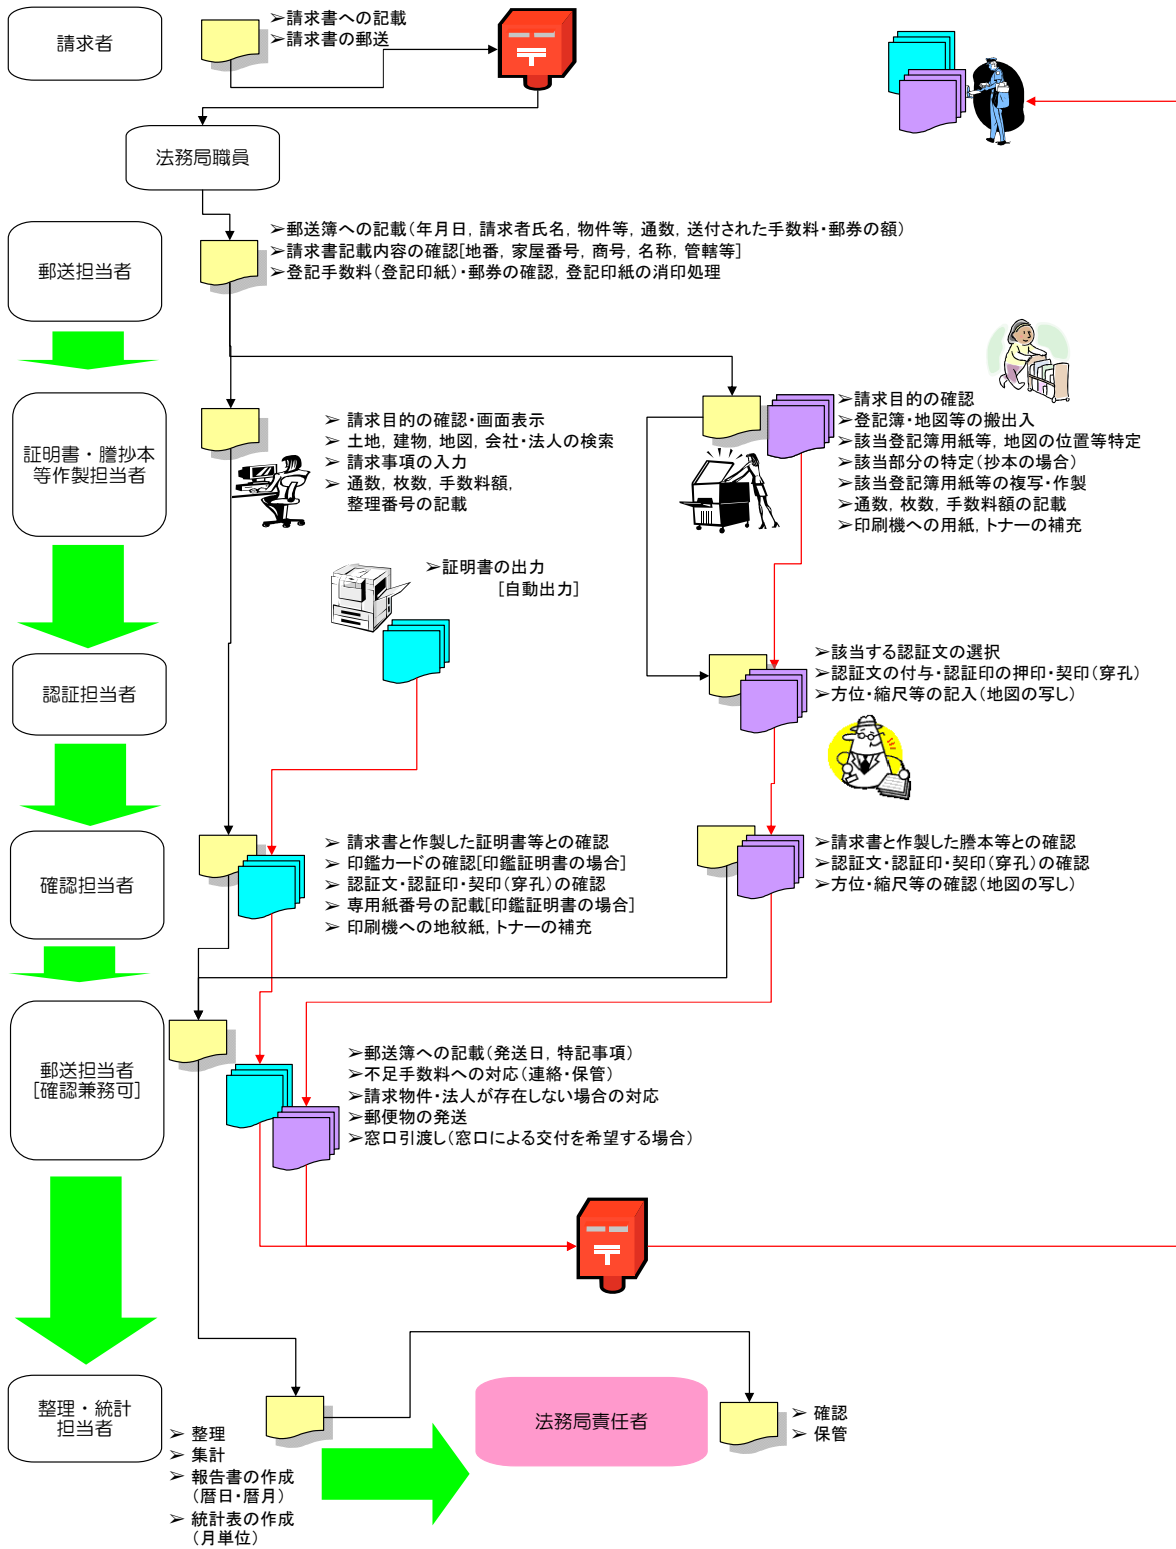 請求者
➢請求書への記載
➢請求書の郵送
法務局職員
郵送担当者
➢郵送簿への記載(年月日, 請求者氏名, 物件等, 通数, 送付された手数料・郵券の額)
➢請求書記載内容の確認[地番, 家屋番号, 商号, 名称, 管轄等]
➢登記手数料(登記印紙)・郵券の確認, 登記印紙の消印処理
証明書・謄抄本
等作製担当者
➢ 請求目的の確認・画面表示
➢ 土地, 建物, 地図, 会社・法人の検索
➢ 請求事項の入力
➢ 通数, 枚数, 手数料額,
整理番号の記載
➢請求目的の確認
➢登記簿・地図等の搬出入
➢該当登記簿用紙等, 地図の位置等特定
➢該当部分の特定(抄本の場合)
➢該当登記簿用紙等の複写・作製
➢通数, 枚数, 手数料額の記載
➢印刷機への用紙, トナーの補充
➢証明書の出力
[自動出力]
認証担当者
➢該当する認証文の選択
➢認証文の付与・認証印の押印・契印(穿孔)
➢方位・縮尺等の記入(地図の写し)
確認担当者
➢ 請求書と作製した証明書等との確認
➢ 印鑑カードの確認[印鑑証明書の場合]
➢ 認証文・認証印・契印(穿孔)の確認
➢ 専用紙番号の記載[印鑑証明書の場合]
➢ 印刷機への地紋紙, トナーの補充
➢請求書と作製した謄本等との確認
➢認証文・認証印・契印(穿孔)の確認
➢方位・縮尺等の確認(地図の写し)
郵送担当者
[確認兼務可]
➢郵送簿への記載(発送日, 特記事項)
➢不足手数料への対応(連絡・保管)
➢請求物件・法人が存在しない場合の対応
➢郵便物の発送
➢窓口引渡し(窓口による交付を希望する場合)
整理・統計
担当者
➢ 整理
➢ 集計
➢ 報告書の作成
(暦日・暦月)
➢ 統計表の作成
(月単位)
法務局責任者
➢ 確認
➢ 保管